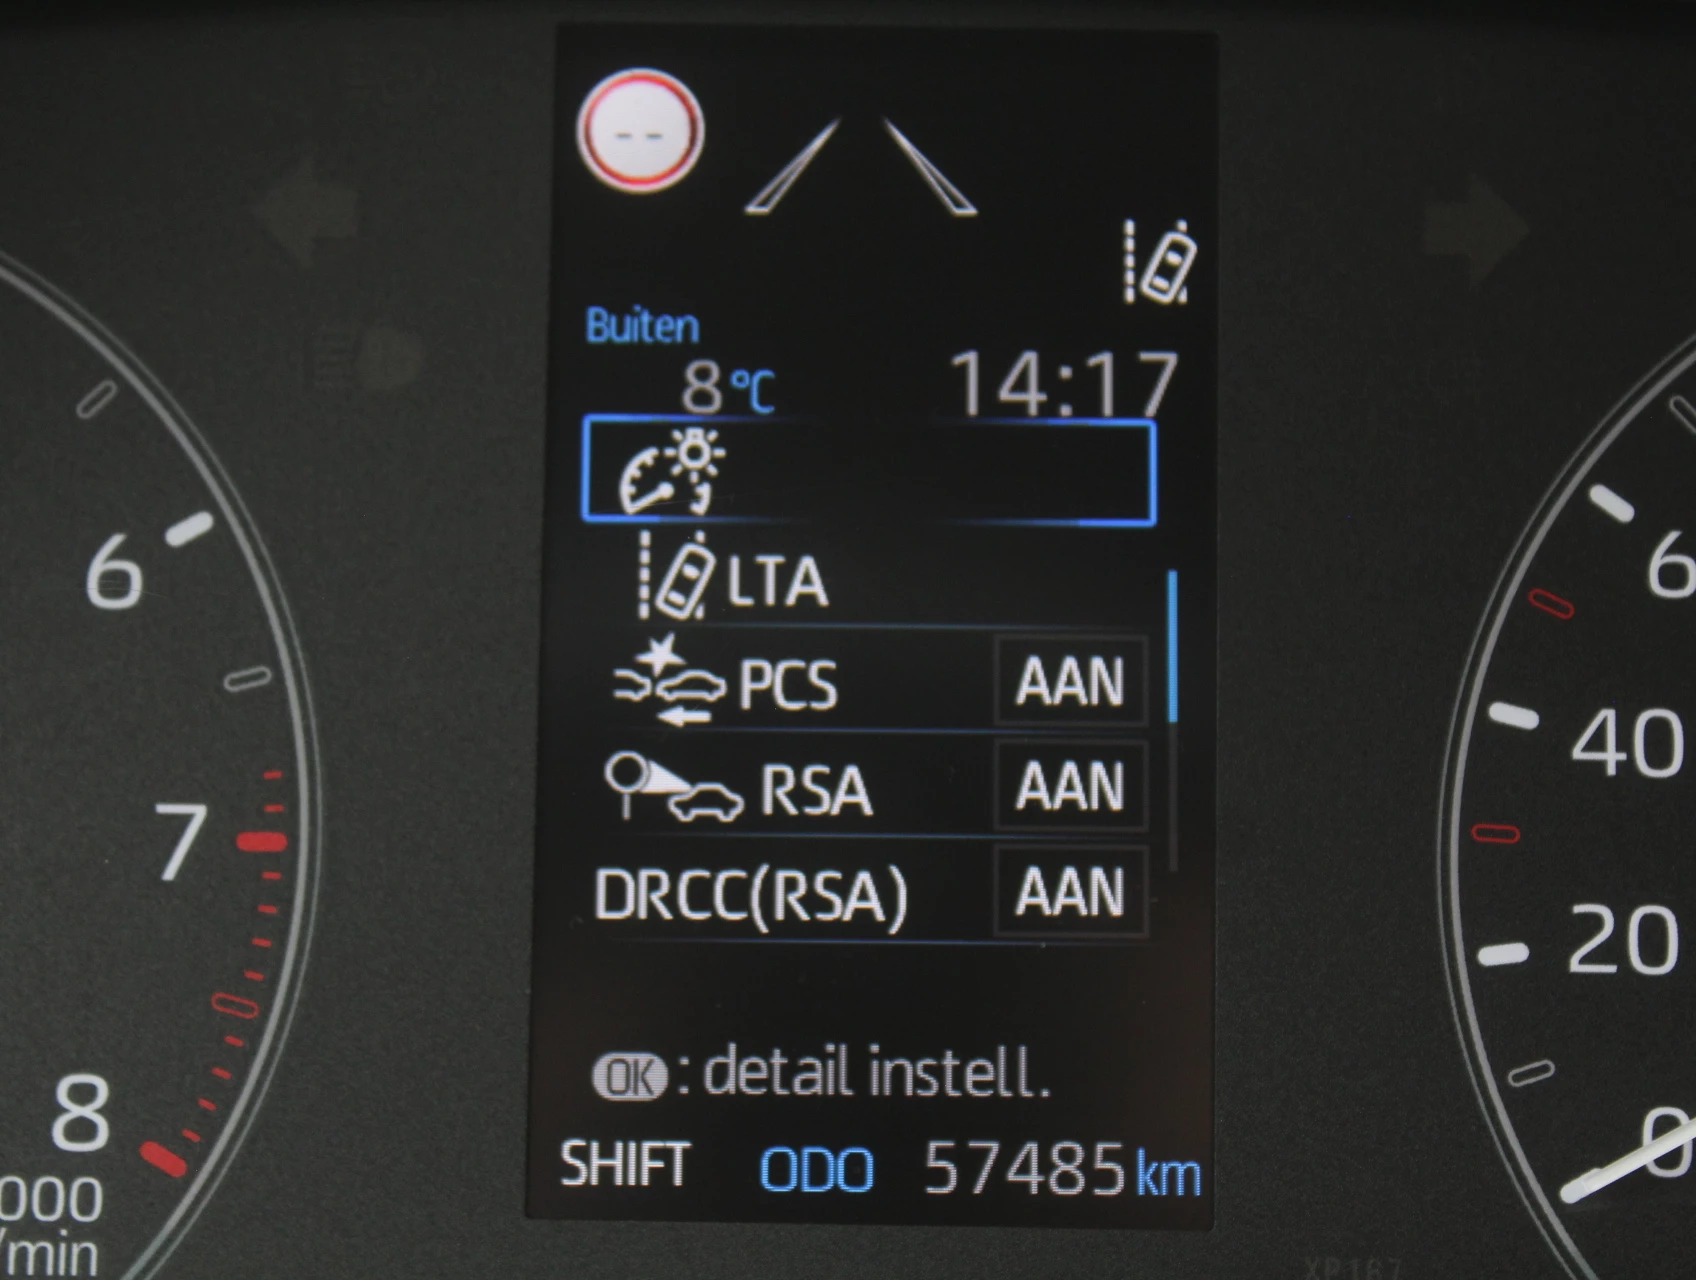 --
Buiten
8°C 14:17
LTA
PCS AAN
RSA AAN
DRCC(RSA) AAN
OK : detail instell.
SHIFT ODO 57485 km
6
7
8
000
/min
6
40
20
0